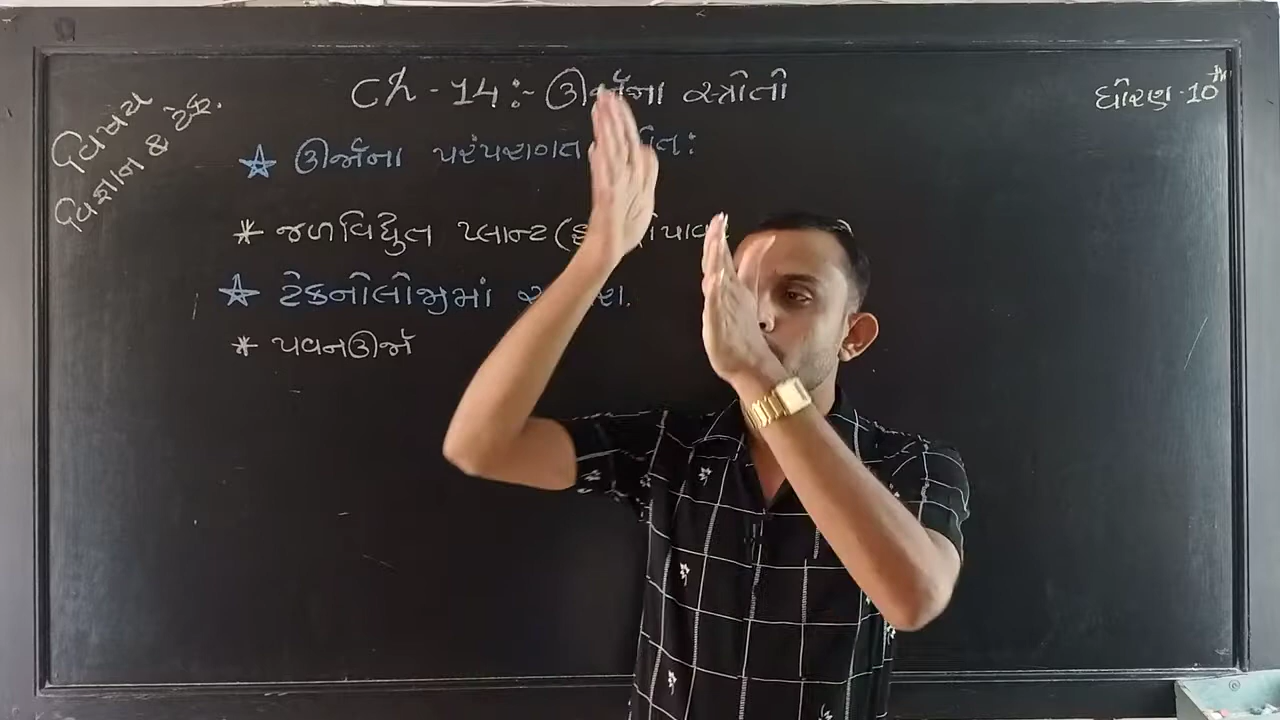 વિષય
વિજ્ઞાન & ટેક.
Ch - 14 :- ઊર્જાના સ્ત્રોતો
ધોરણ - 10th
☆ ઊર્જાના પરંપરાગત
* જળવિદ્યુત પ્લાન્ટ
☆ ટેકનોલોજીમાં
* પવનઊર્જા